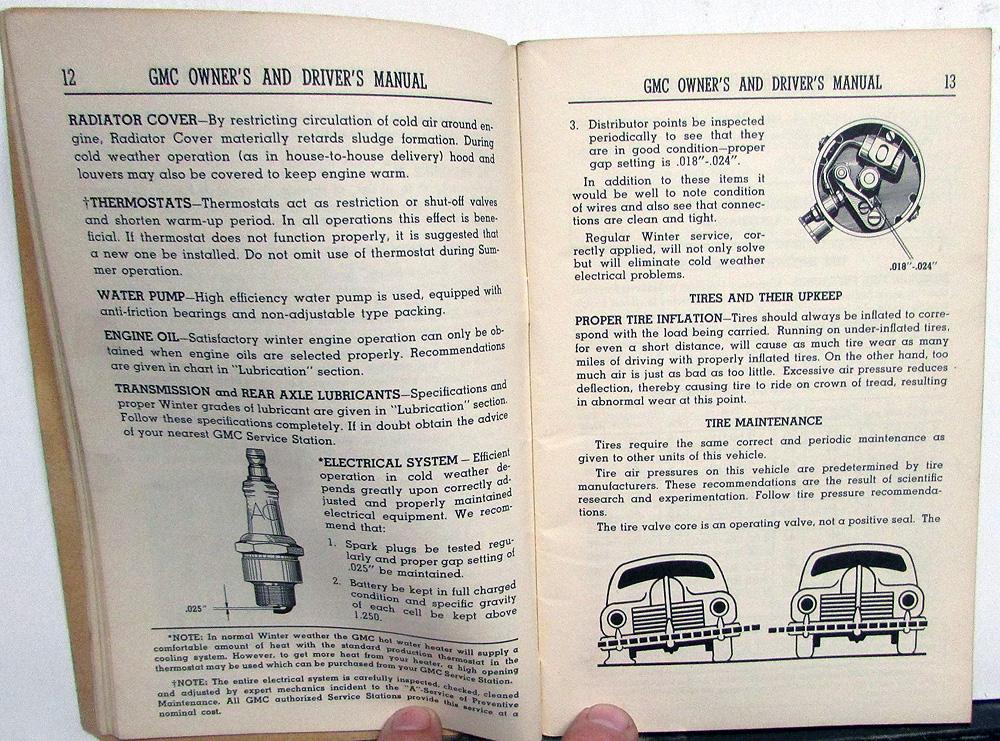 12 GMC OWNER'S AND DRIVER'S MANUAL
RADIATOR COVER—By restricting circulation of cold air around en-
gine, Radiator Cover materially retards sludge formation. During
cold weather operation (as in house-to-house delivery) hood and
louvers may also be covered to keep engine warm.
†THERMOSTATS—Thermostats act as restriction or shut-off valves
and shorten warm-up period. In all operations this effect is bene-
ficial. If thermostat does not function properly, it is suggested that
a new one be installed. Do not omit use of thermostat during Sum-
mer operation.
WATER PUMP—High efficiency water pump is used, equipped with
anti-friction bearings and non-adjustable type packing.
ENGINE OIL—Satisfactory winter engine operation can only be ob-
tained when engine oils are selected properly. Recommendations
are given in chart in "Lubrication" section.
TRANSMISSION and REAR AXLE LUBRICANTS—Specifications and
proper Winter grades of lubricant are given in "Lubrication" section.
Follow these specifications completely. If in doubt obtain the advice
of your nearest GMC Service Station.
*ELECTRICAL SYSTEM — Efficient
operation in cold weather de-
pends greatly upon correctly ad-
justed and properly maintained
electrical equipment. We recom-
mend that:
1. Spark plugs be tested regu-
larly and proper gap setting of
.025" be maintained.
2. Battery be kept in full charged
condition and specific gravity
of each cell be kept above
1.250.
AC
.025"
*NOTE: In normal Winter weather the GMC hot water heater will supply a
comfortable amount of heat with the standard production thermostat in the
cooling system. However, to get more heat from your heater, a high opening
thermostat may be used which can be purchased from your GMC Service Station.
†NOTE: The entire electrical system is carefully inspected, checked, cleaned
and adjusted by expert mechanics incident to the "A"-Service of Preventive
Maintenance. All GMC authorized Service Stations provide this service at a
nominal cost.
GMC OWNER'S AND DRIVER'S MANUAL 13
3. Distributor points be inspected
periodically to see that they
are in good condition—proper
gap setting is .018"-.024".
In addition to these items it
would be well to note condition
of wires and also see that connec-
tions are clean and tight.
Regular Winter service, cor-
rectly applied, will not only solve
but will eliminate cold weather
electrical problems.
.018"-.024"
TIRES AND THEIR UPKEEP
PROPER TIRE INFLATION—Tires should always be inflated to corre-
spond with the load being carried. Running on under-inflated tires,
for even a short distance, will cause as much tire wear as many
miles of driving with properly inflated tires. On the other hand, too
much air is just as bad as too little. Excessive air pressure reduces
deflection, thereby causing tire to ride on crown of tread, resulting
in abnormal wear at this point.
TIRE MAINTENANCE
Tires require the same correct and periodic maintenance as
given to other units of this vehicle.
Tire air pressures on this vehicle are predetermined by tire
manufacturers. These recommendations are the result of scientific
research and experimentation. Follow tire pressure recommenda-
tions.
The tire valve core is an operating valve, not a positive seal. The